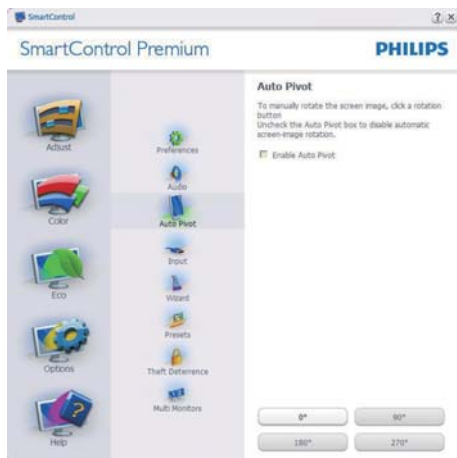 SmartControl
? X
SmartControl Premium
PHILIPS
Adjust
Color
Eco
Options
Help
Preferences
Audio
Auto Pivot
Input
Wizard
Presets
Theft Deterrence
Multi Monitors
Auto Pivot
To manually rotate the screen image, click a rotation
button
Uncheck the Auto Pivot box to disable automatic
screen-image rotation.
Enable Auto Pivot
0°
90°
180°
270°